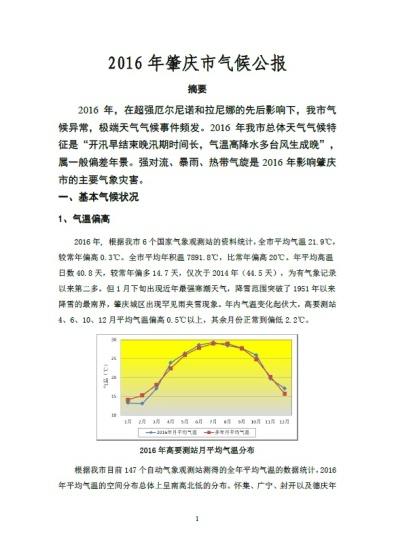 2016 年肇庆市气候公报
摘要
2016 年，在超强厄尔尼诺和拉尼娜的先后影响下，我市气
候异常，极端天气气候事件频发。2016 年我市总体天气气候特
征是“开汛早结束晚汛期时间长，气温高降水多台风生成晚”，
属一般偏差年景。强对流、暴雨、热带气旋是 2016 年影响肇庆
市的主要气象灾害。
一、基本气候状况
1、气温偏高
2016 年，根据我市 6 个国家气象观测站的资料统计，全市平均气温 21.9℃，
较常年偏高 0.3℃。全市年均积温 7891.8℃，比常年偏高 20℃。年平均高温
日数 40.8 天，较常年偏多 14.7 天，仅次于 2014 年（44.5 天），为有气象记录
以来第二多。但 1 月下旬出现近年最强寒潮天气，降雪范围突破了 1951 年以来
降雪的最南界，肇庆城区出现罕见雨夹雪现象。年内气温变化起伏大，高要测站
4、6、10、12 月平均气温偏高 0.5℃以上，其余月份正常到偏低 2.2℃。
气温（℃）
30
25
20
15
10
1月 2月 3月 4月 5月 6月 7月 8月 9月 10月 11月 12月
2016年月平均气温 多年月平均气温
2016 年高要测站月平均气温分布
根据我市目前 147 个自动气象观测站测得的全年平均气温的数据统计，2016
年平均气温的空间分布总体上呈南高北低的分布。怀集、广宁、封开以及德庆年
1